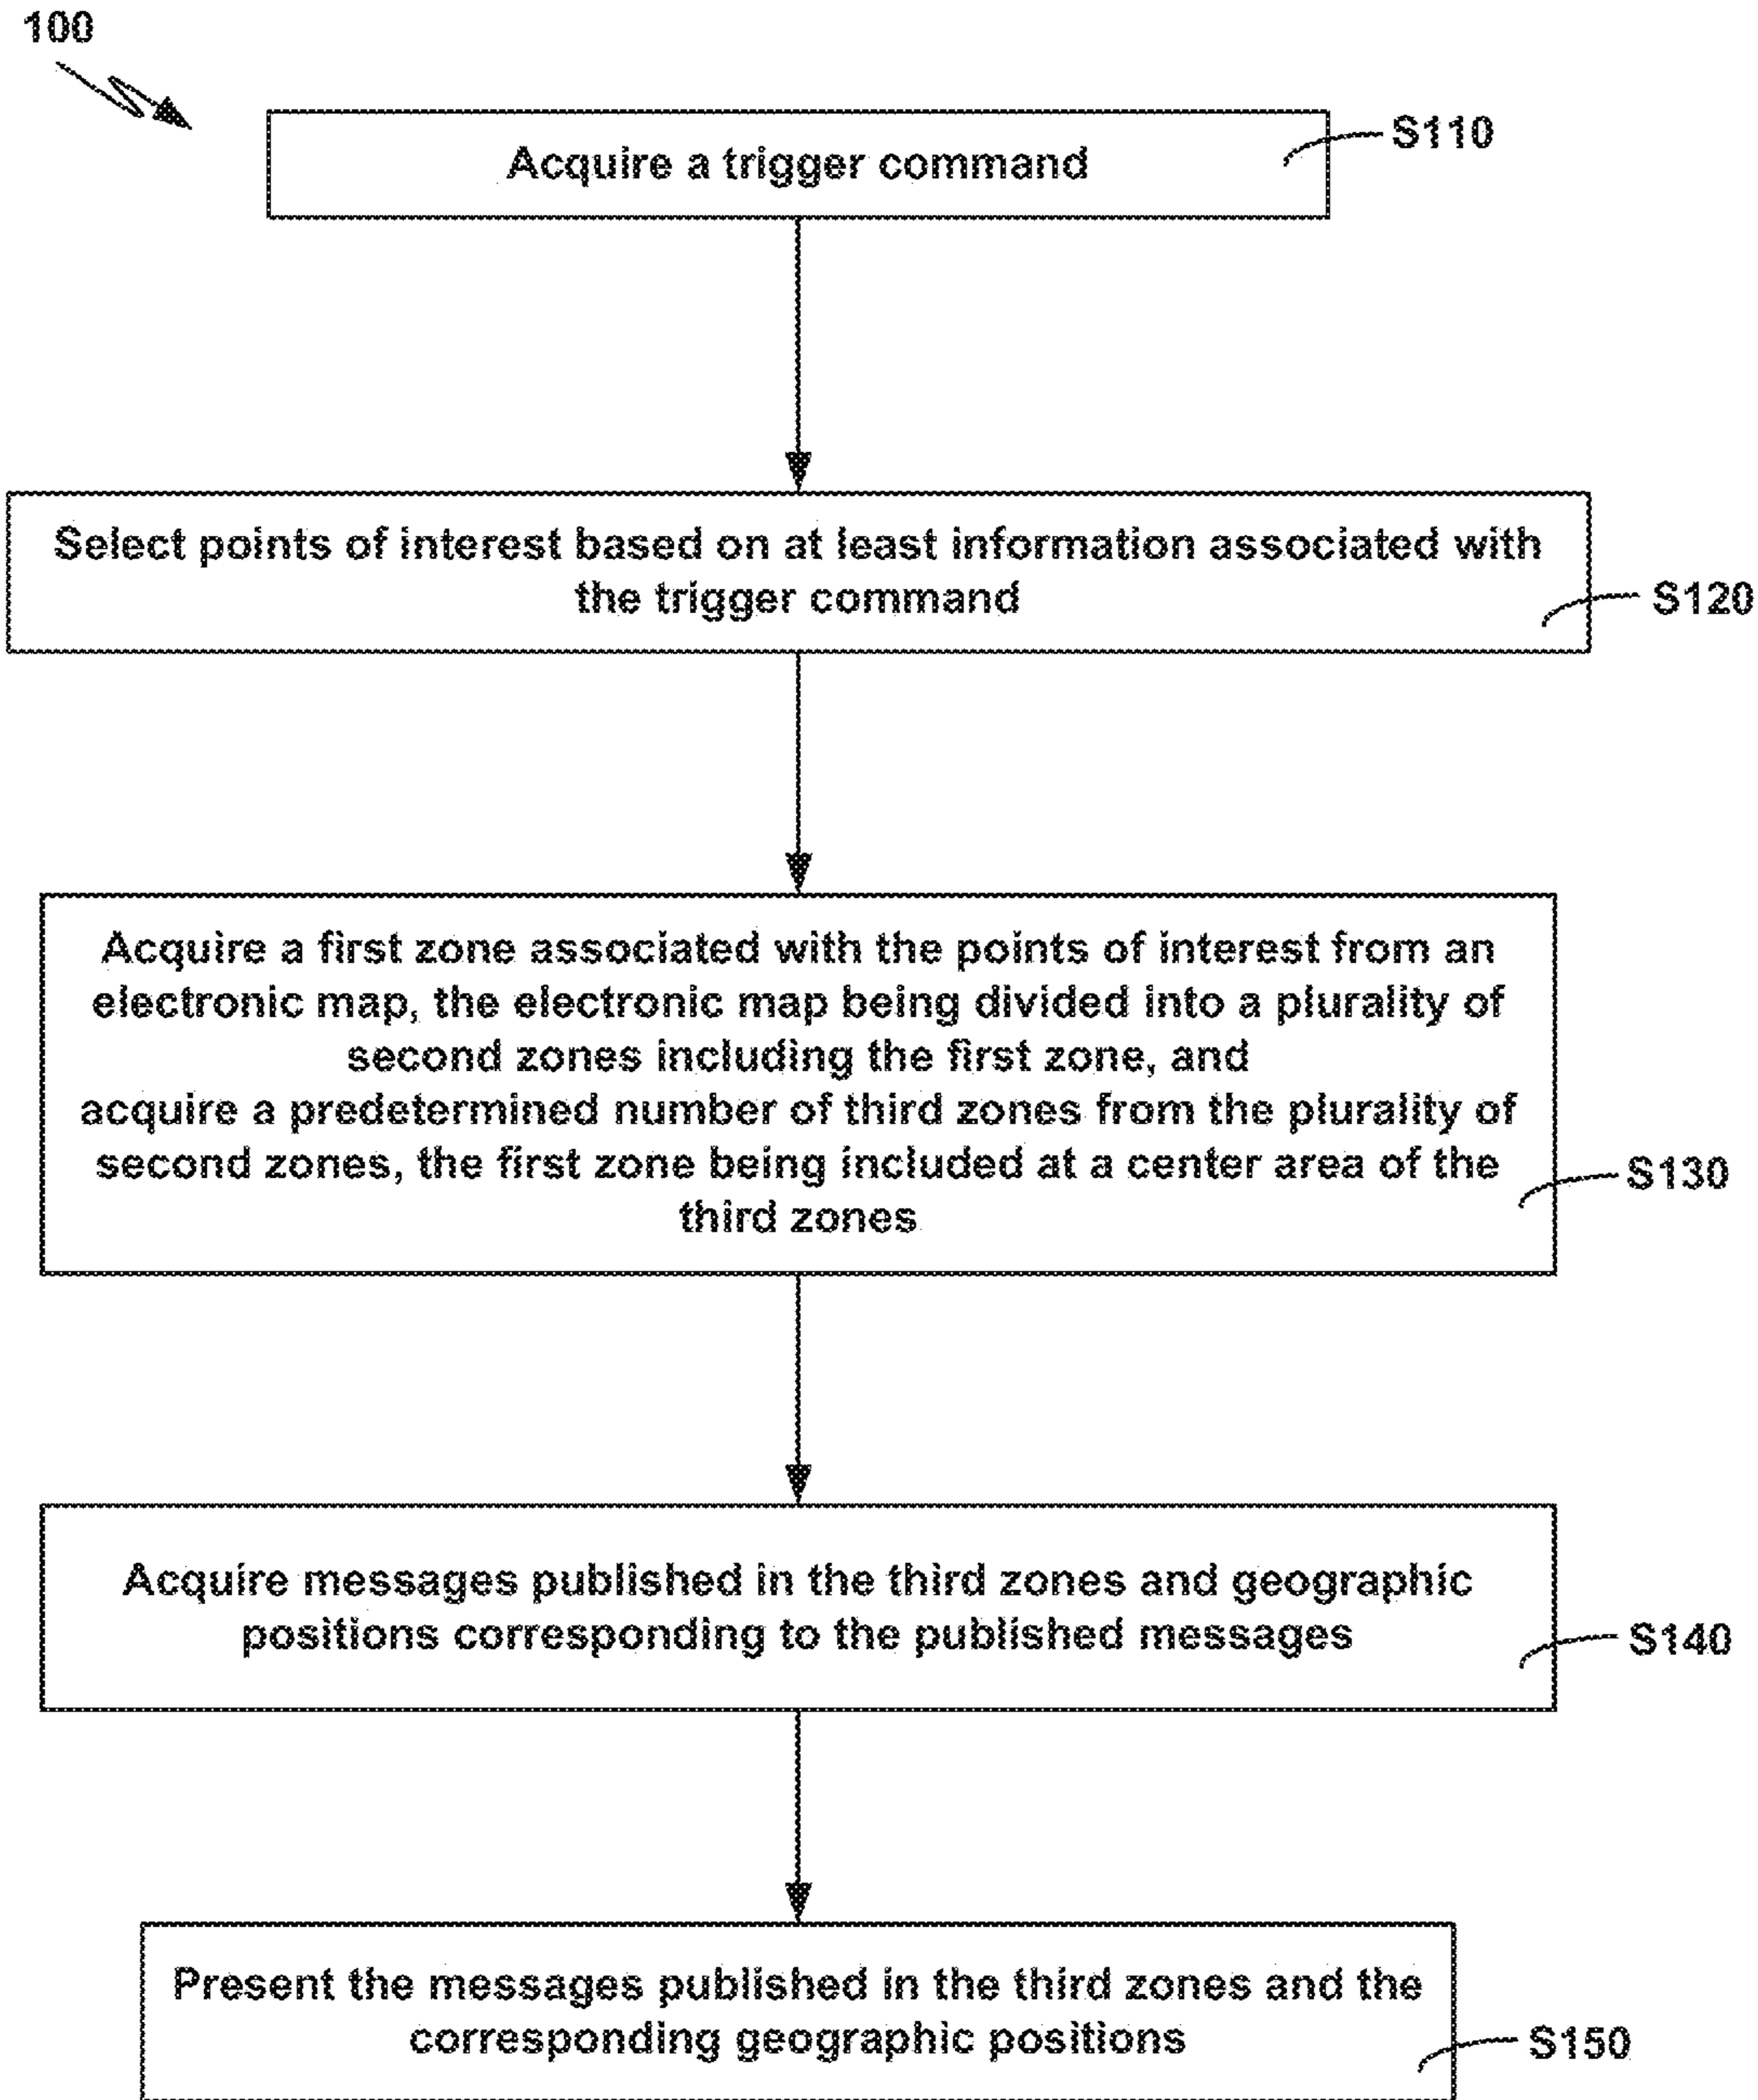 100
Acquire a trigger command
S110
Select points of interest based on at least information associated with
the trigger command
S120
Acquire a first zone associated with the points of interest from an
electronic map, the electronic map being divided into a plurality of
second zones including the first zone, and
acquire a predetermined number of third zones from the plurality of
second zones, the first zone being included at a center area of the
third zones
S130
Acquire messages published in the third zones and geographic
positions corresponding to the published messages
S140
Present the messages published in the third zones and the
corresponding geographic positions
S150